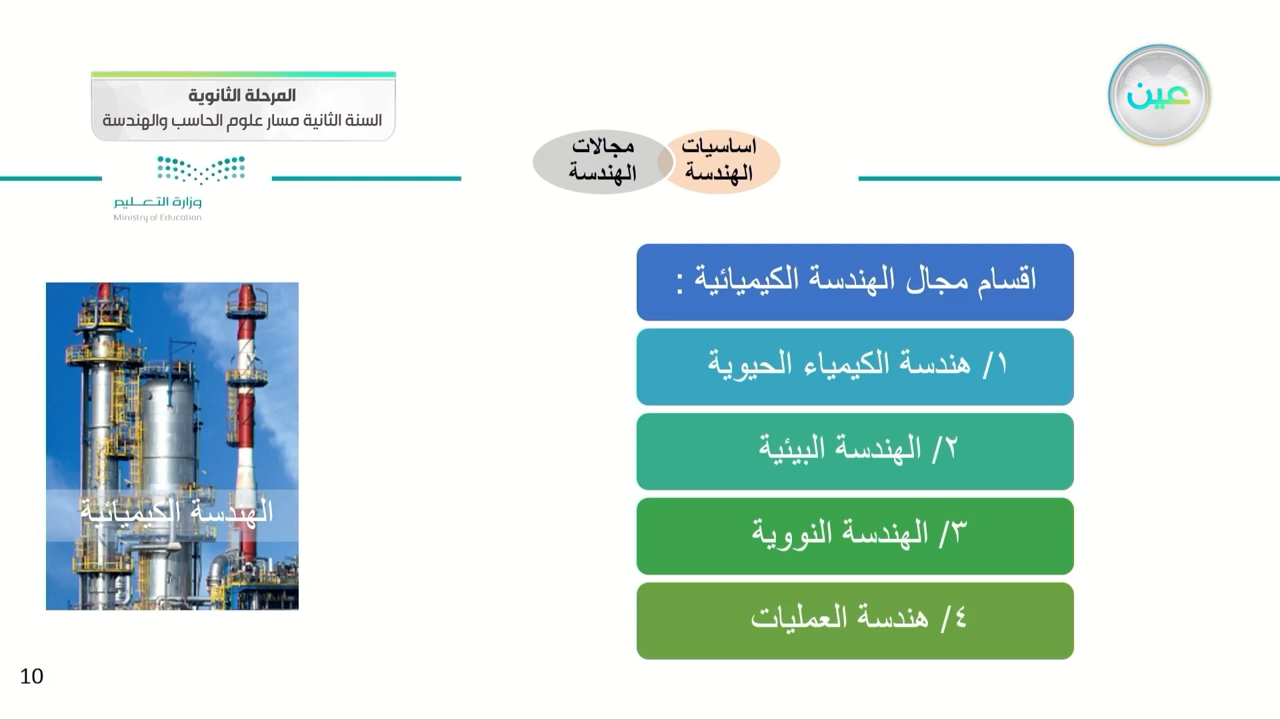 المرحلة الثانوية
السنة الثانية مسار علوم الحاسب والهندسة
عين
وزارة التعـــليم
Ministry of Education
اساسيات
الهندسة
مجالات
الهندسة
اقسام مجال الهندسة الكيميائية :
١/ هندسة الكيمياء الحيوية
٢/ الهندسة البيئية
٣/ الهندسة النووية
٤/ هندسة العمليات
الهندسة الكيميائية
10